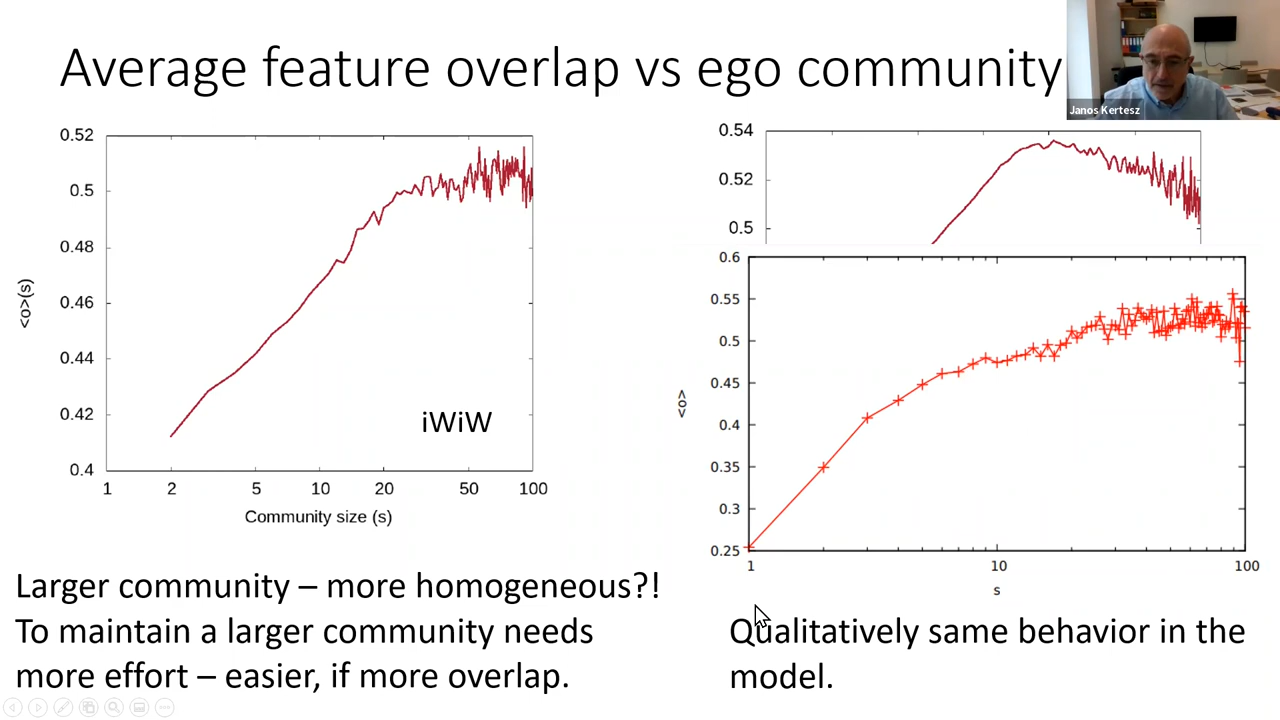 Average feature overlap vs ego community
Janos Kertesz
0.52
0.5
0.48
0.46
0.44
0.42
0.4
<o>(s)
iWiW
1 2 5 10 20 50 100
Community size (s)
0.54
0.52
0.5
0.6
0.55
0.5
0.45
0.4
0.35
0.3
0.25
<o>
1 10 100
s
Larger community – more homogeneous?!
To maintain a larger community needs
more effort – easier, if more overlap.
Qualitatively same behavior in the
model.